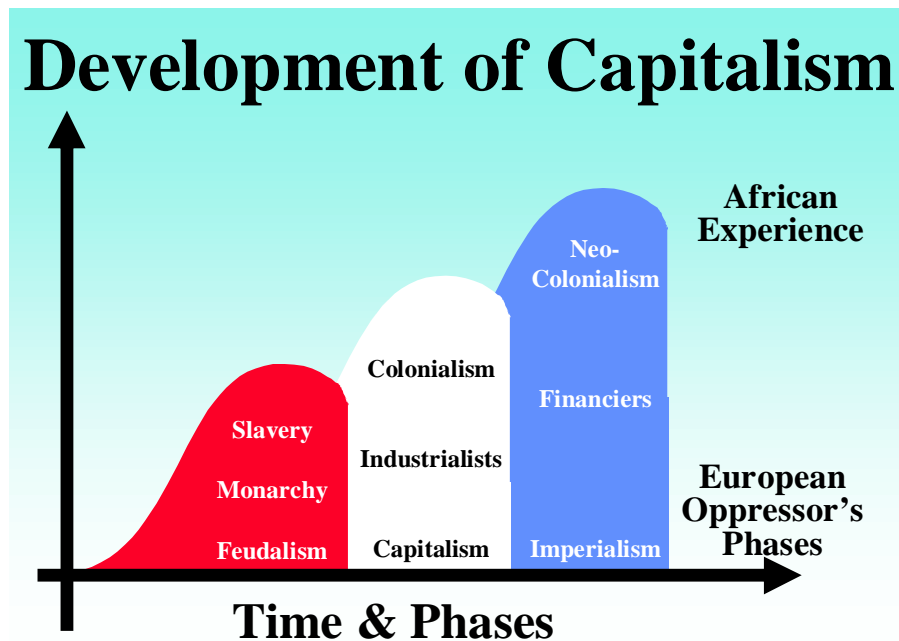 Development of Capitalism
African
Experience
Neo-
Colonialism
Colonialism
Financiers
Slavery
Industrialists
Monarchy
European
Oppressor's
Phases
Feudalism
Capitalism
Imperialism
Time & Phases